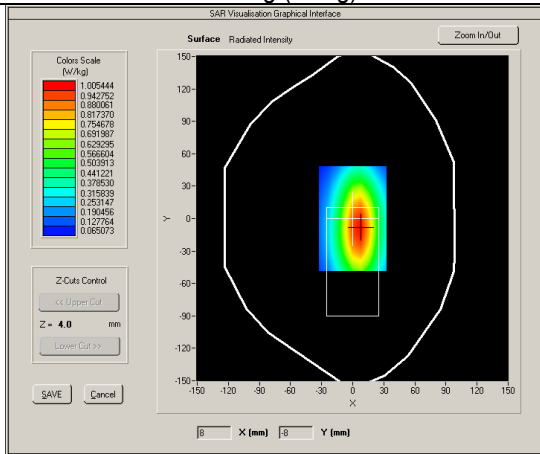 SAR Visualisation Graphical Interface
Surface Radiated Intensity
Zoom In/Out
Colors Scale
(W/kg)
1.005444
0.942752
0.880061
0.817370
0.754678
0.691987
0.629295
0.566604
0.503913
0.441221
0.378530
0.315839
0.253147
0.190456
0.127764
0.065073
Z-Cuts Control
<< Upper Cut
Z = 4.0 mm
Lower Cut >>
SAVE Cancel
150-
120-
90-
60-
30-
0-
-30-
-60-
-90-
-120-
-150-
Y
-150 -120 -90 -60 -30 0 30 60 90 120 150
X
8 X (mm) -8 Y (mm)